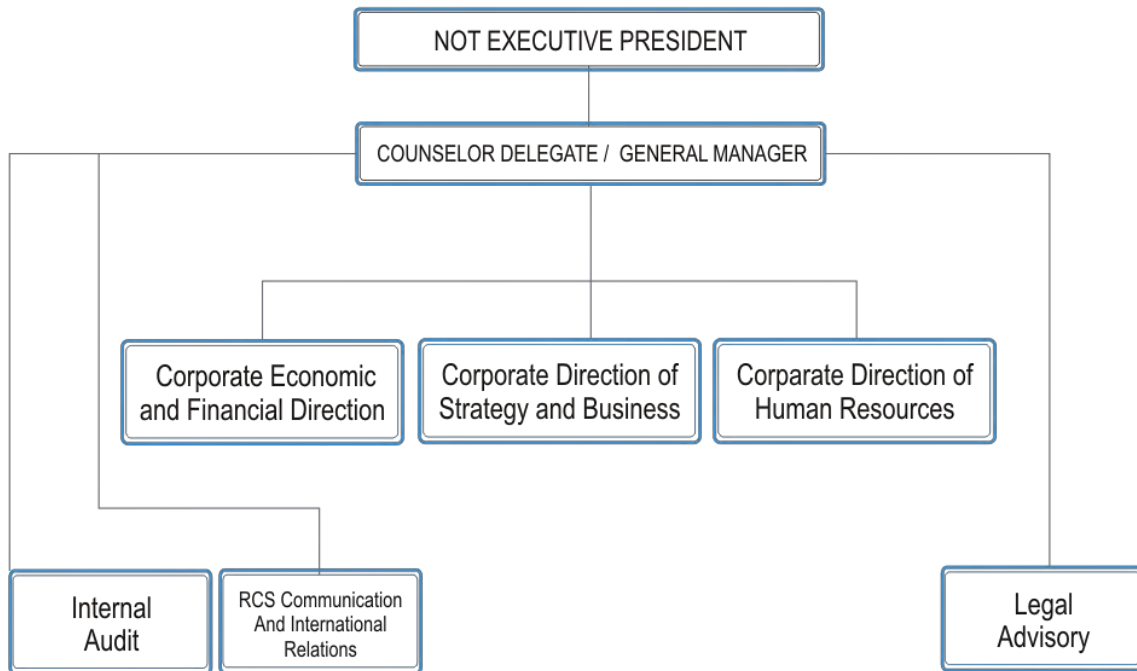 NOT EXECUTIVE PRESIDENT
COUNSELOR DELEGATE / GENERAL MANAGER
Corporate Economic
and Financial Direction
Corporate Direction of
Strategy and Business
Corparate Direction of
Human Resources
Internal
Audit
RCS Communication
And International
Relations
Legal
Advisory